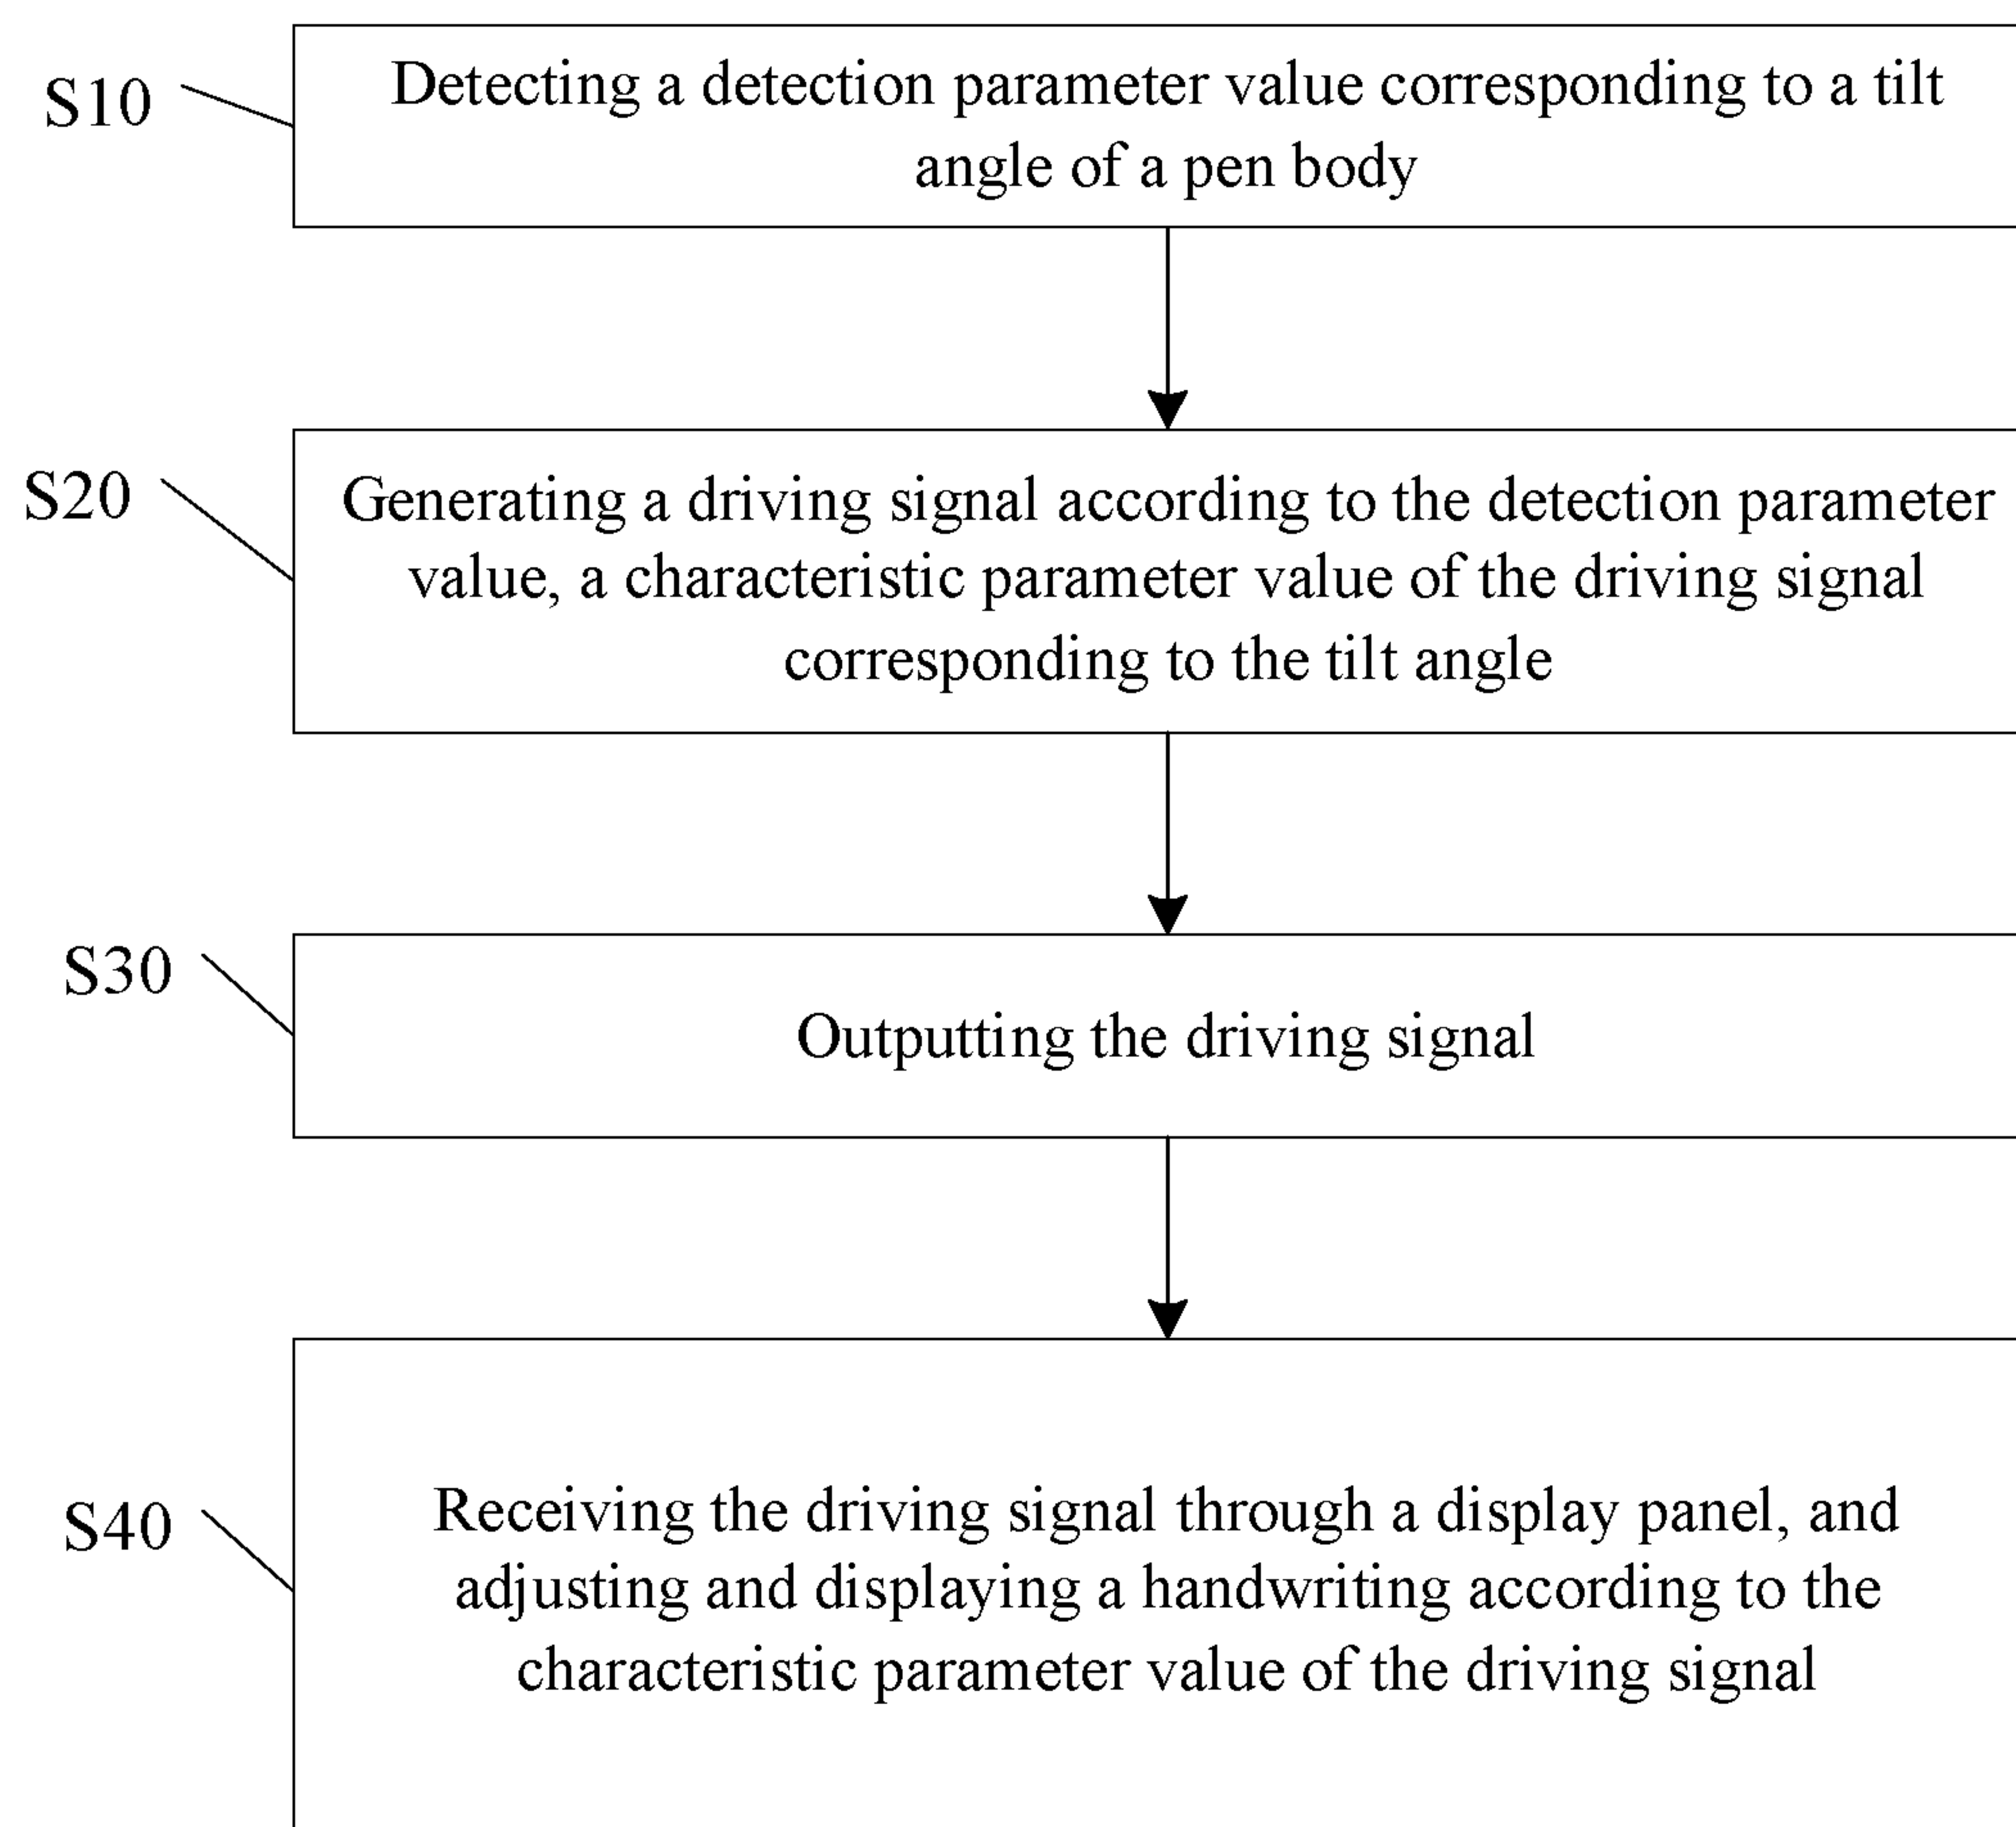 S10
Detecting a detection parameter value corresponding to a tilt
angle of a pen body
S20
Generating a driving signal according to the detection parameter
value, a characteristic parameter value of the driving signal
corresponding to the tilt angle
S30
Outputting the driving signal
S40
Receiving the driving signal through a display panel, and
adjusting and displaying a handwriting according to the
characteristic parameter value of the driving signal